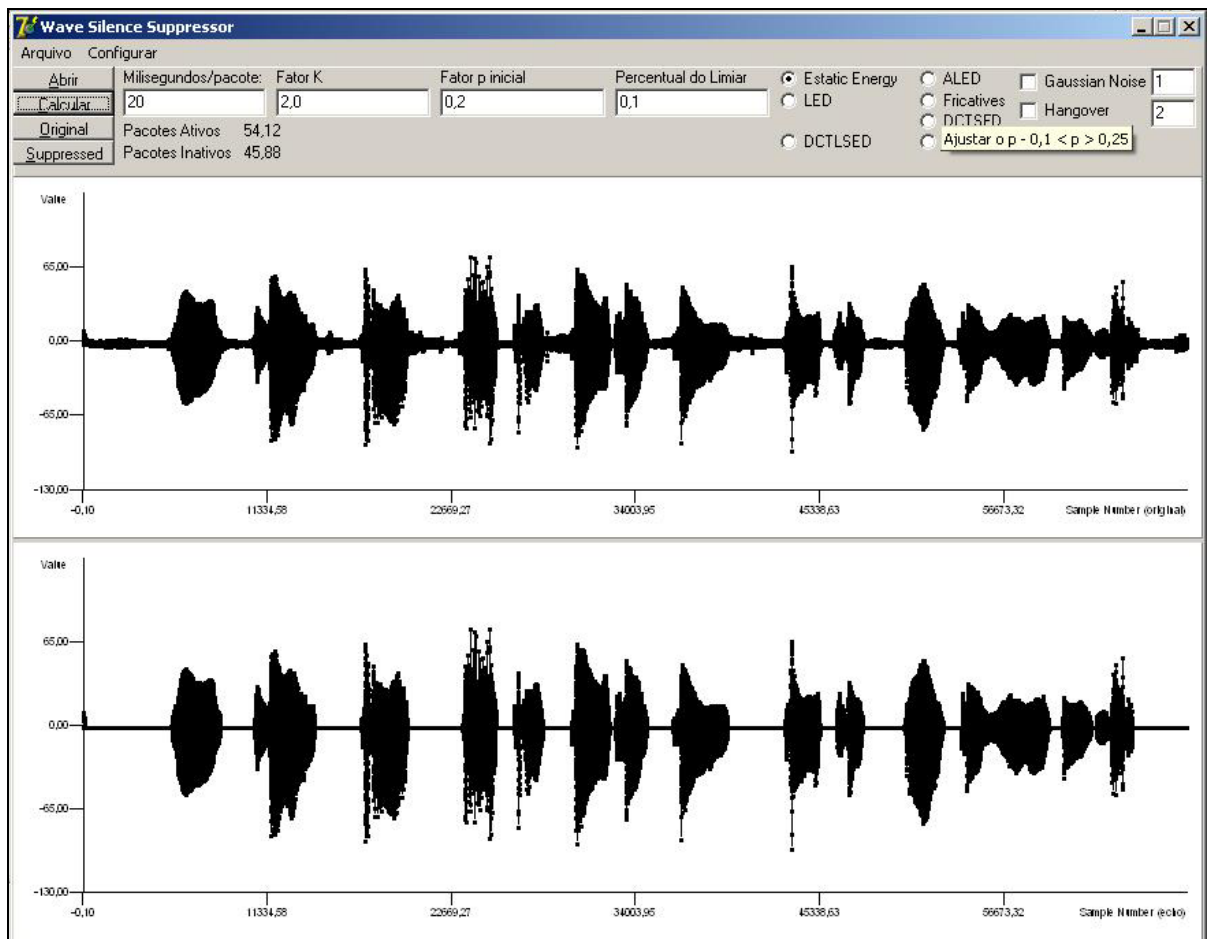 Wave Silence Suppressor
Arquivo Configurar
Abrir
Calcular
Original
Suppressed
Milisegundos/pacote:
20
Fator K
2,0
Fator p inicial
0,2
Percentual do Limiar
0,1
Pacotes Ativos 54,12
Pacotes Inativos 45,88
Estatic Energy
LED
DCTLSED
ALED
Fricatives
DCTSED
Gaussian Noise
1
Hangover
2
Ajustar o p - 0,1 < p > 0,25
Value
65,00
0,00
-65,00
-130,00
-0,10
11334,58
22669,27
34003,95
45338,63
56673,32
Sample Number (original)
Value
65,00
0,00
-65,00
-130,00
-0,10
11334,58
22669,27
34003,95
45338,63
56673,32
Sample Number (echo)